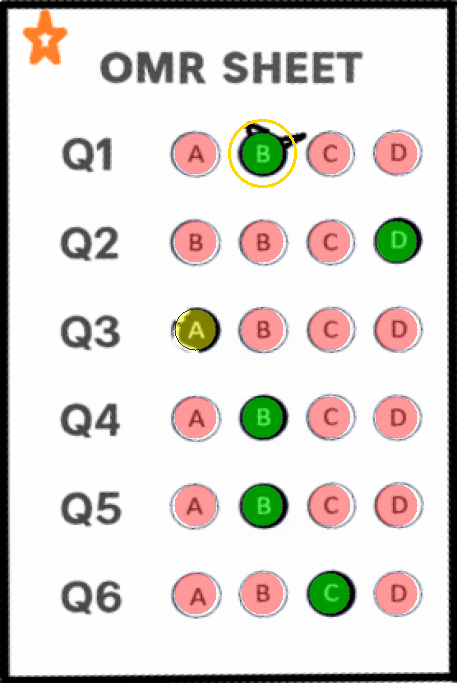 OMR SHEET
Q1 A B C D
Q2 B B C D
Q3 A B C D
Q4 A B C D
Q5 A B C D
Q6 A B C D